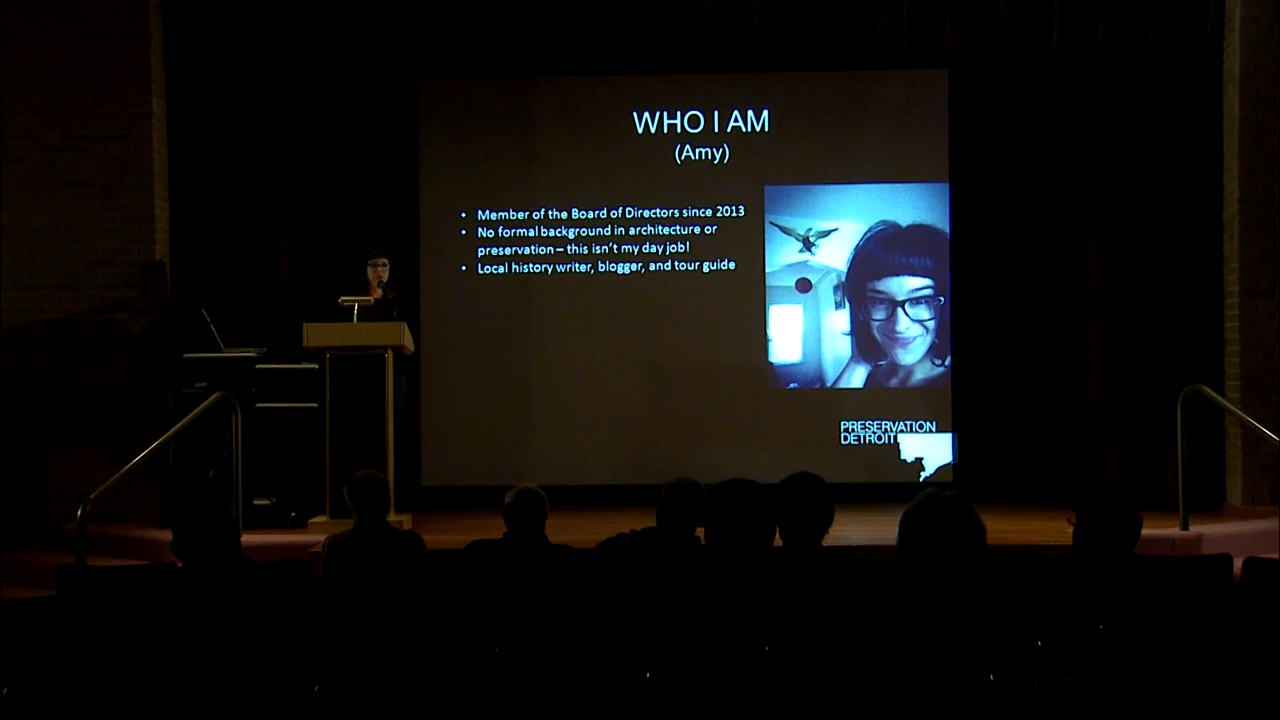 WHO I AM
(Amy)
• Member of the Board of Directors since 2013
• No formal background in architecture or
preservation – this isn't my day job!
• Local history writer, blogger, and tour guide
PRESERVATION
DETROIT